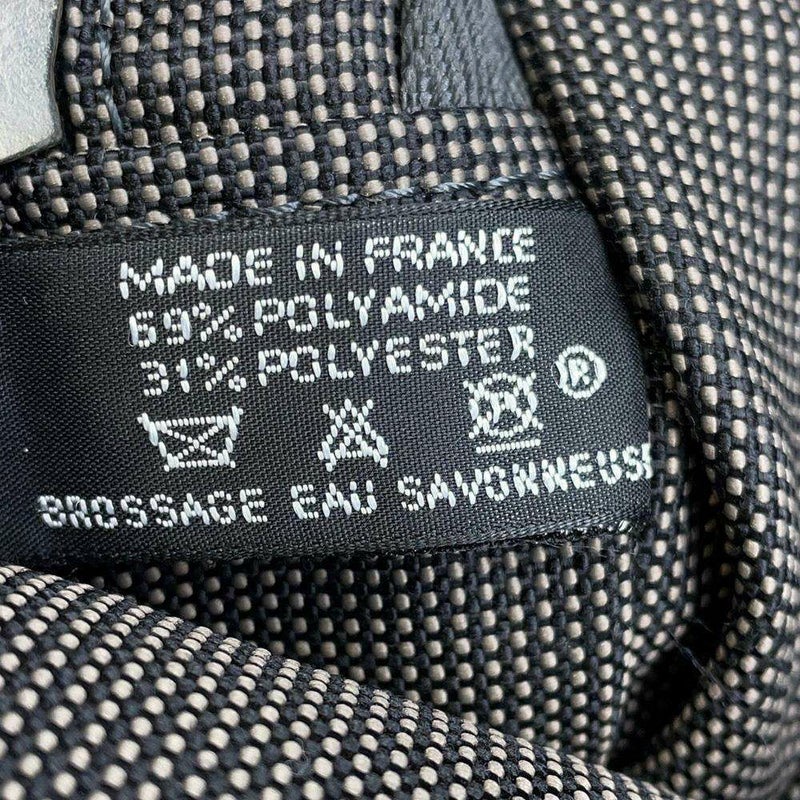 MADE IN FRANCE
69% POLYAMIDE
31% POLYESTER
®
BROSSAGE EAU SAVONNEUSE